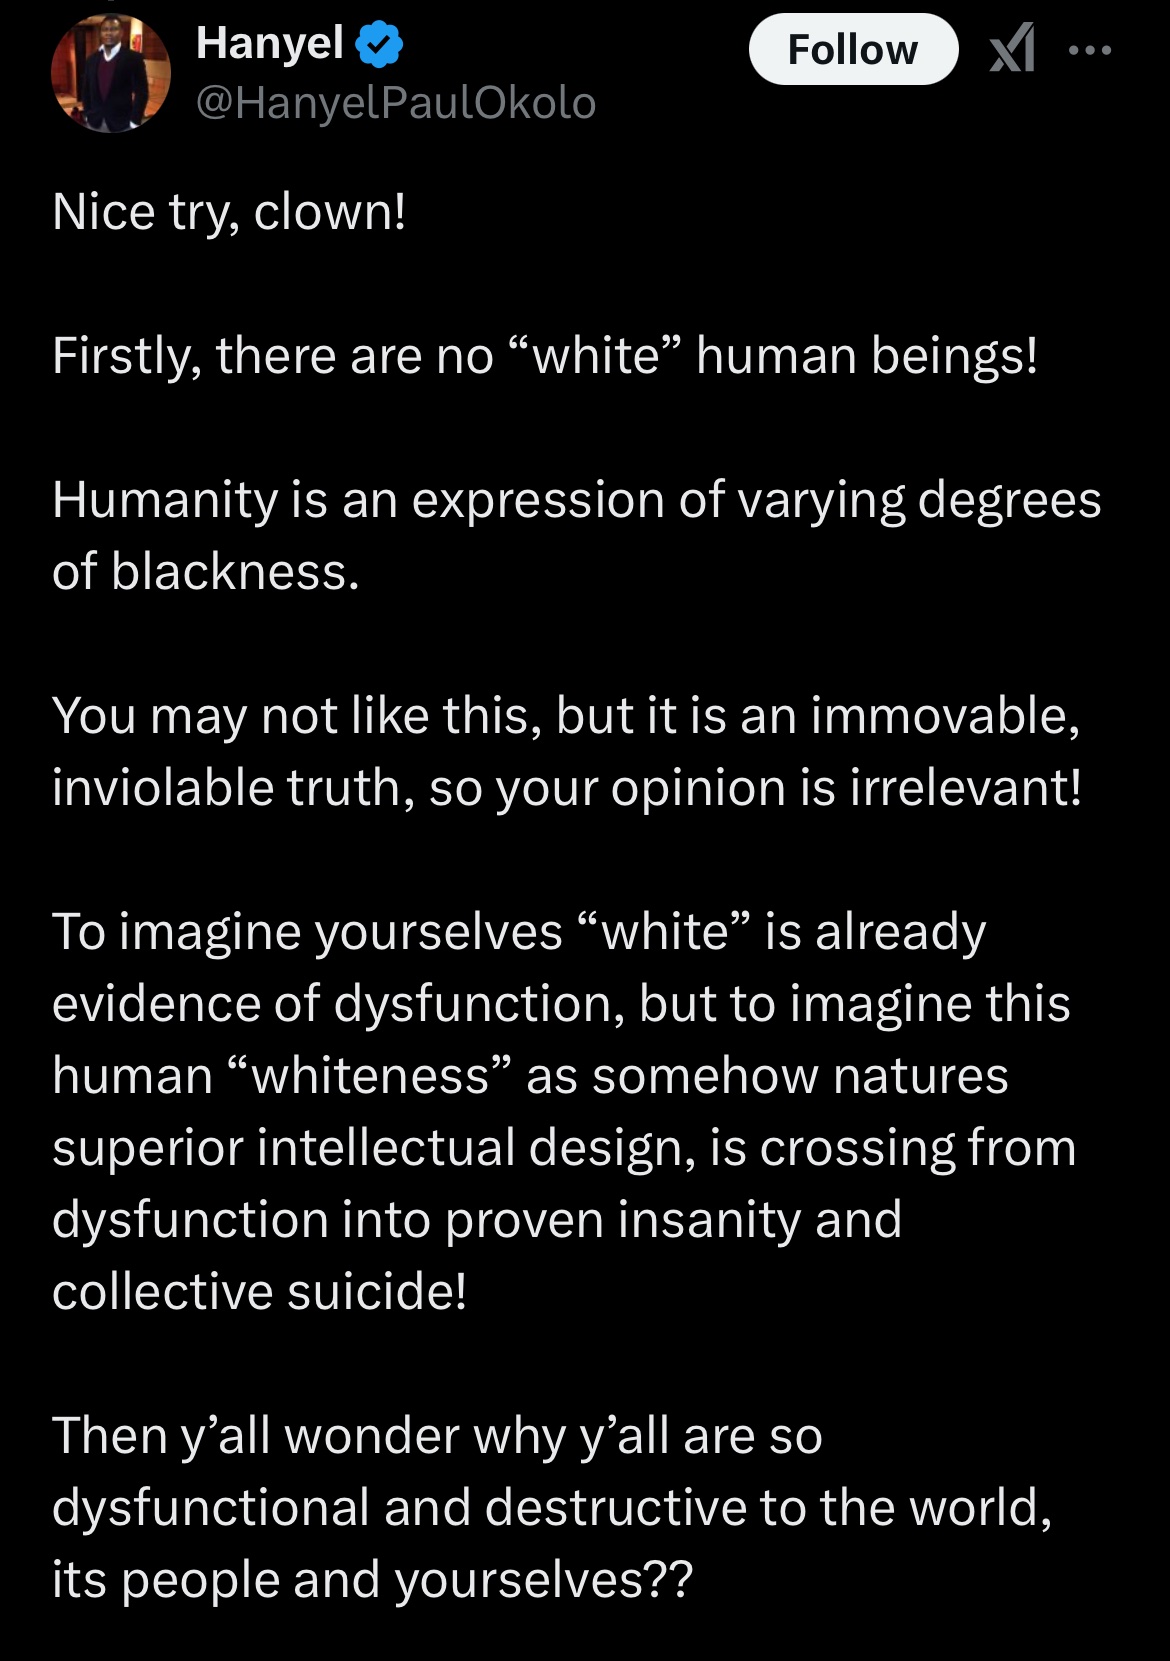 Hanyel
Follow
@HanyelPaulOkolo
Nice try, clown!
Firstly, there are no “white” human beings!
Humanity is an expression of varying degrees
of blackness.
You may not like this, but it is an immovable,
inviolable truth, so your opinion is irrelevant!
To imagine yourselves “white” is already
evidence of dysfunction, but to imagine this
human “whiteness” as somehow natures
superior intellectual design, is crossing from
dysfunction into proven insanity and
collective suicide!
Then y’all wonder why y’all are so
dysfunctional and destructive to the world,
its people and yourselves??